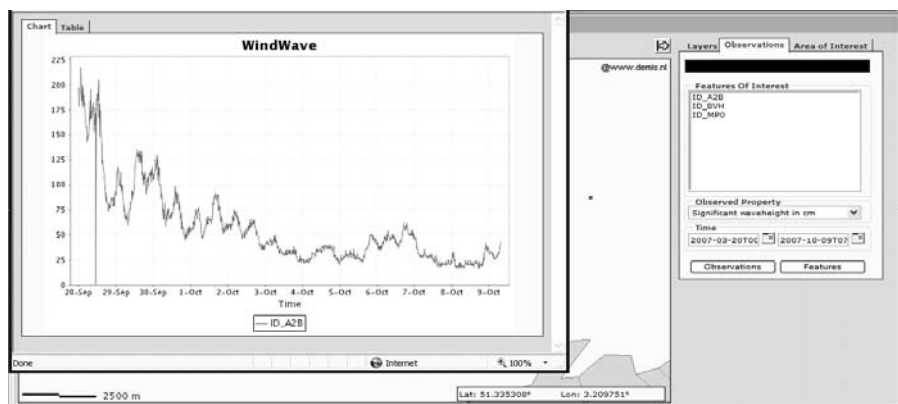 Chart Table
WindWave
225
200
175
150
125
100
75
50
25
0
28-Sep 29-Sep 30-Sep 1-Oct 2-Oct 3-Oct 4-Oct 5-Oct 6-Oct 7-Oct 8-Oct 9-Oct
Time
ID_A2B
Done Internet 100%
2500 m
@www.demis.nl
Lat: 51.335308° Lon: 3.209751°
Layers Observations Area of Interest
Features Of Interest
ID_A2B
ID_BVH
ID_MP0
Observed Property
Significant waveheight in cm
Time
2007-03-20T00 2007-10-09T07
Observations Features